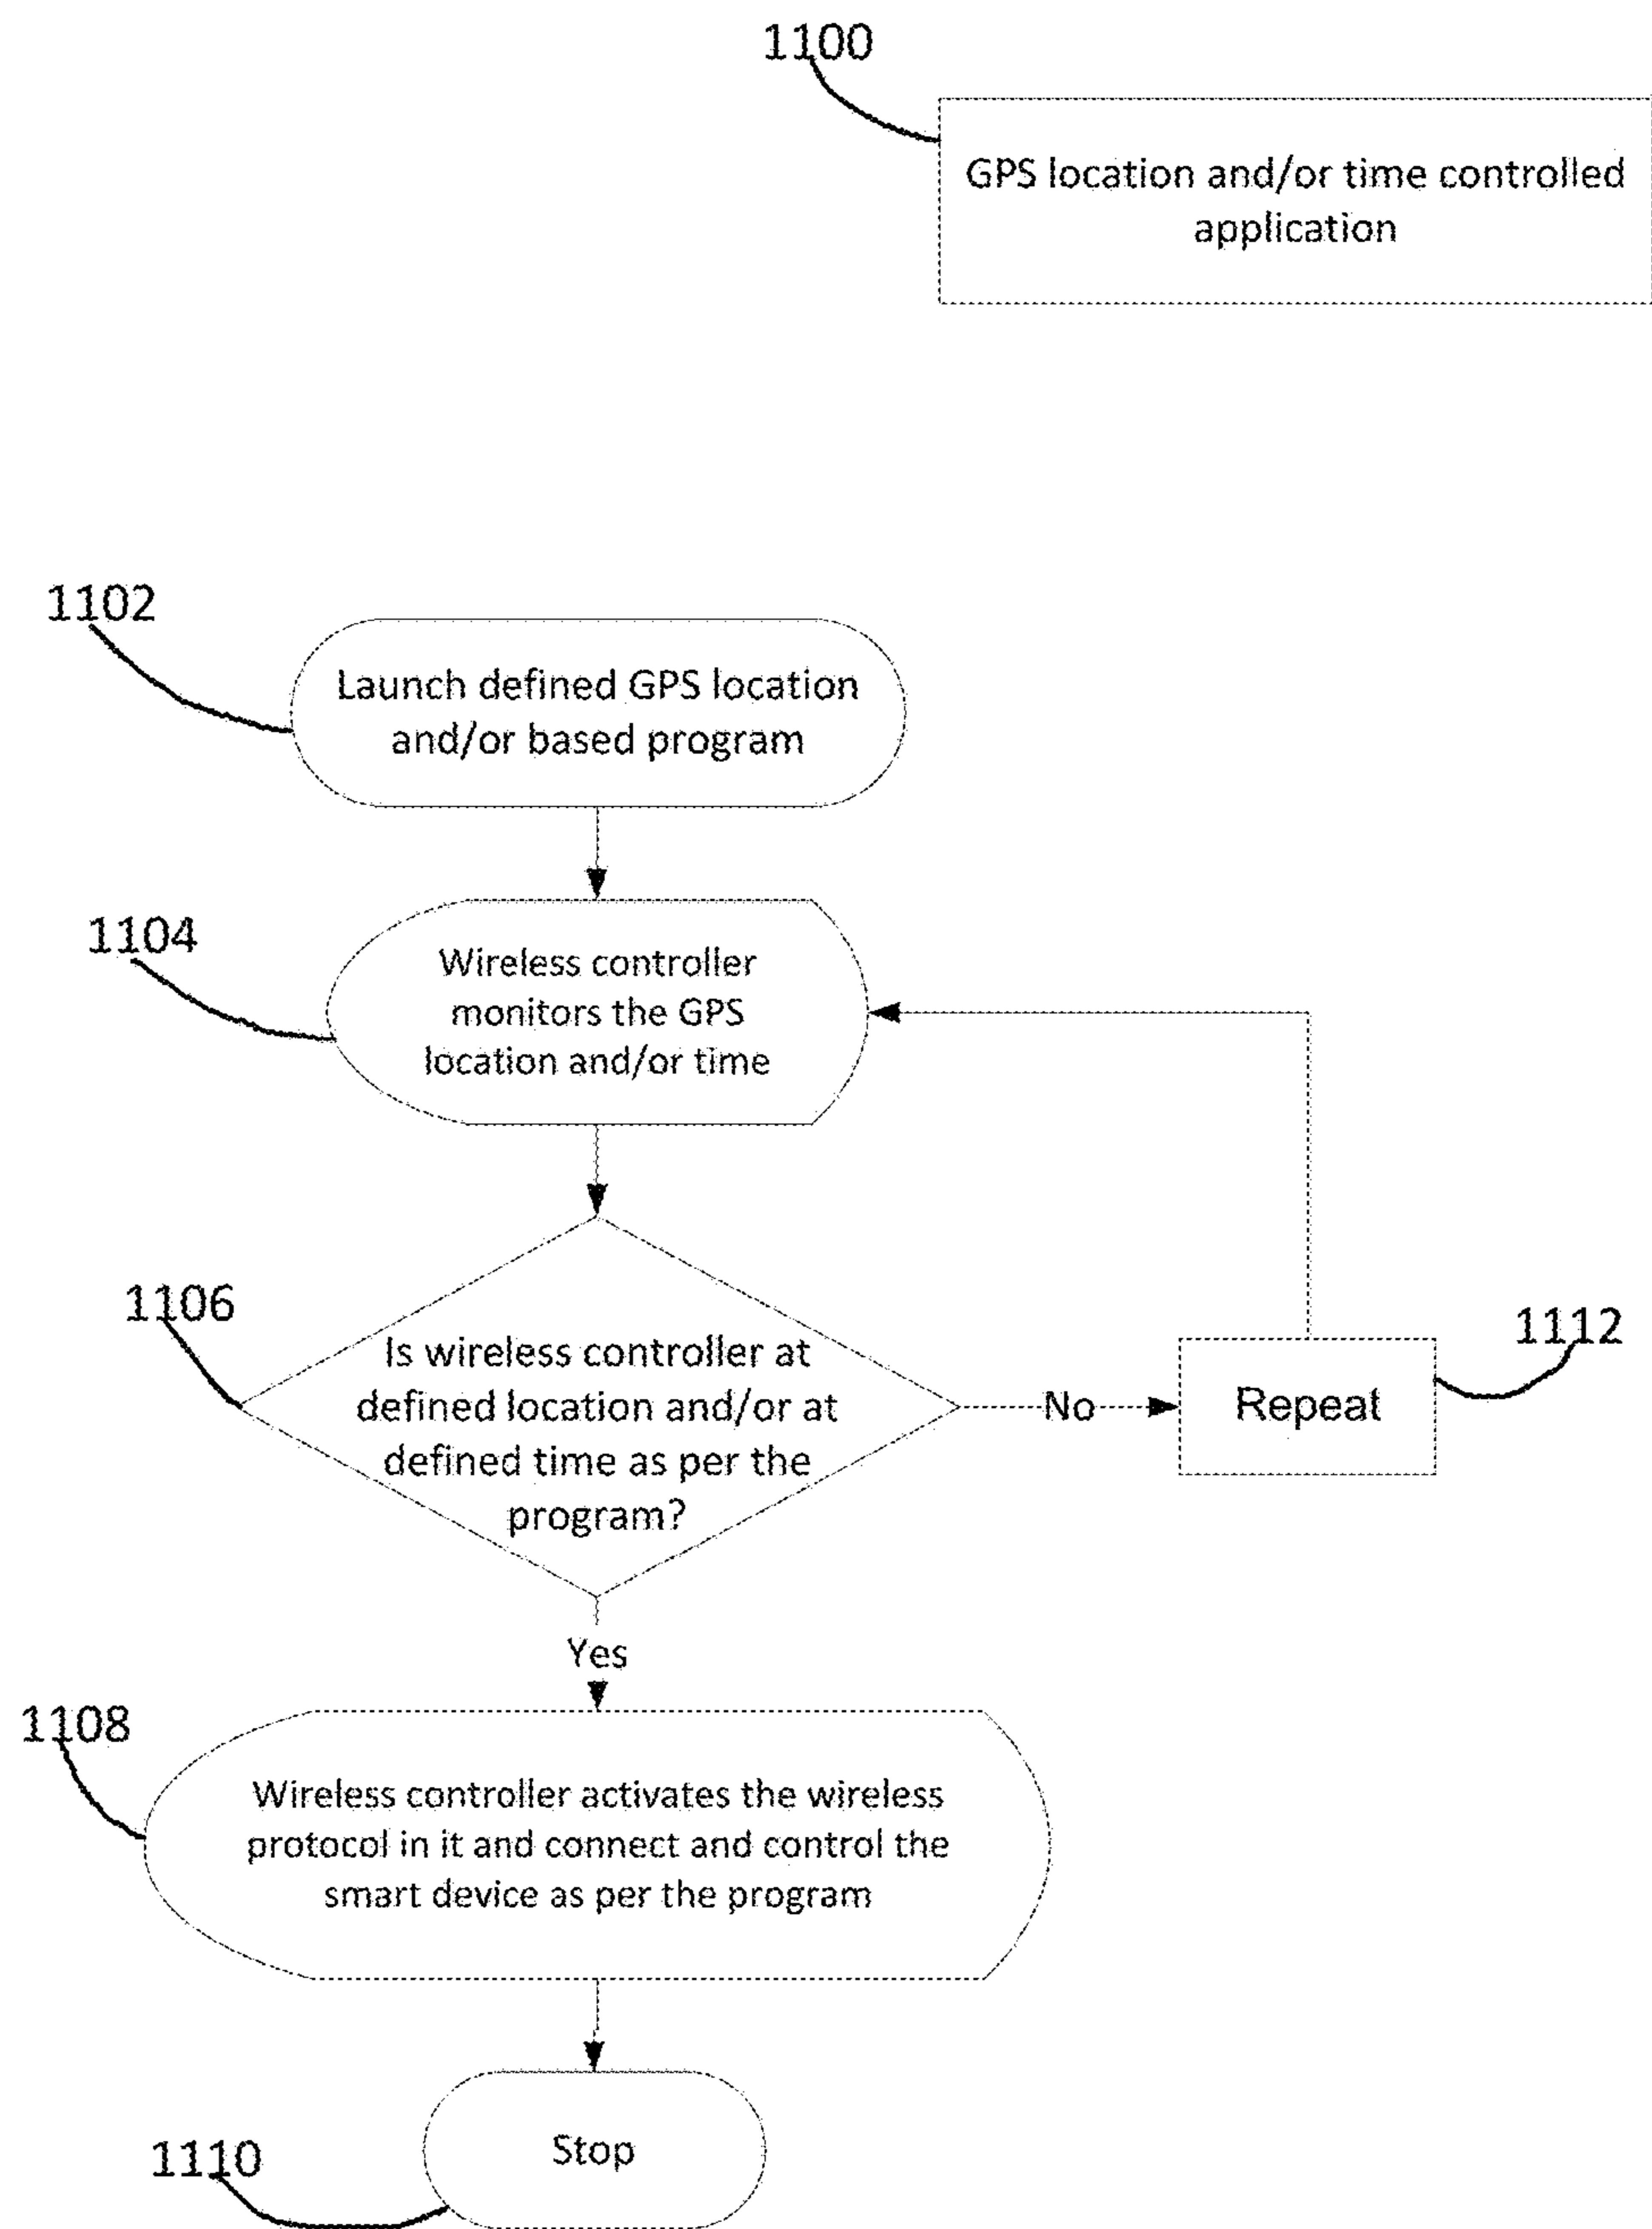 1100
GPS location and/or time controlled
application
1102
Launch defined GPS location
and/or based program
1104
Wireless controller
monitors the GPS
location and/or time
1106
Is wireless controller at
defined location and/or at
defined time as per the
program?
No
1112
Repeat
Yes
1108
Wireless controller activates the wireless
protocol in it and connect and control the
smart device as per the program
1110
Stop